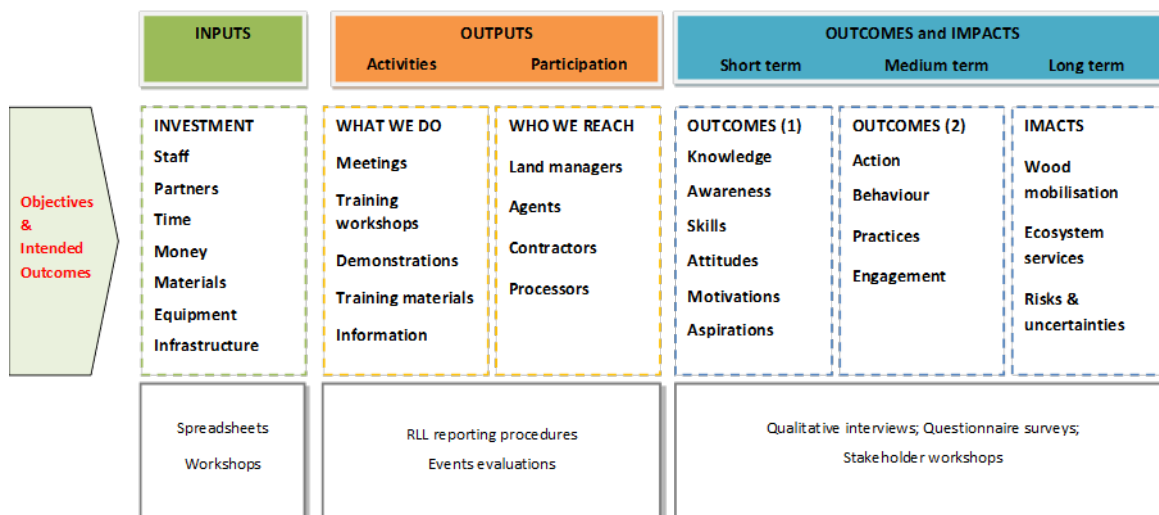 INPUTS
OUTPUTS
Activities Participation
OUTCOMES and IMPACTS
Short term Medium term Long term
Objectives
&
Intended
Outcomes
INVESTMENT
Staff
Partners
Time
Money
Materials
Equipment
Infrastructure
WHAT WE DO
Meetings
Training
workshops
Demonstrations
Training materials
Information
WHO WE REACH
Land managers
Agents
Contractors
Processors
OUTCOMES (1)
Knowledge
Awareness
Skills
Attitudes
Motivations
Aspirations
OUTCOMES (2)
Action
Behaviour
Practices
Engagement
IMACTS
Wood
mobilisation
Ecosystem
services
Risks &
uncertainties
Spreadsheets
Workshops
RLL reporting procedures
Events evaluations
Qualitative interviews; Questionnaire surveys;
Stakeholder workshops